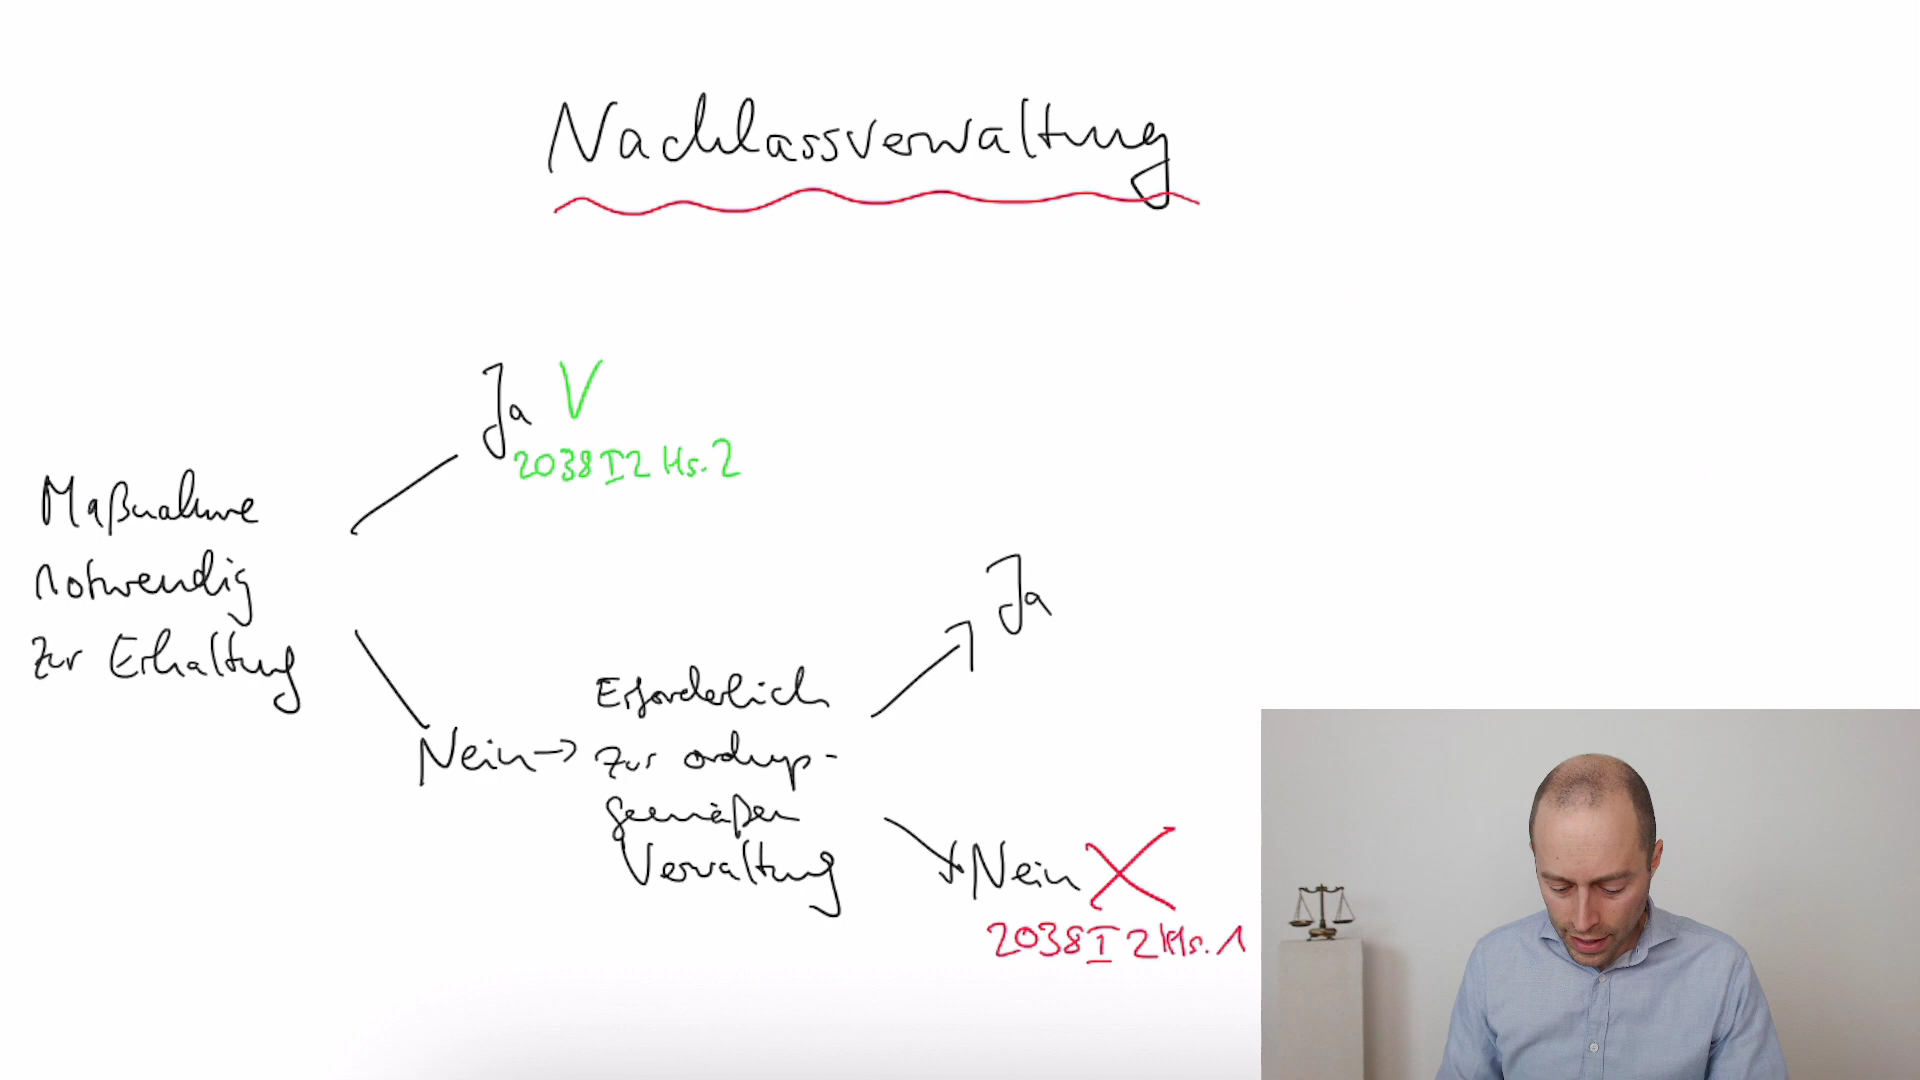 Nachlassverwaltung
Ja V
2038 I 2 Hs. 2
Maßnahme
notwendig
zur Erhaltung
Ja
Nein → Erforderlich
zur ordnungs-
gemäßen
Verwaltung
Nein X
2038 I 2 Hs. 1